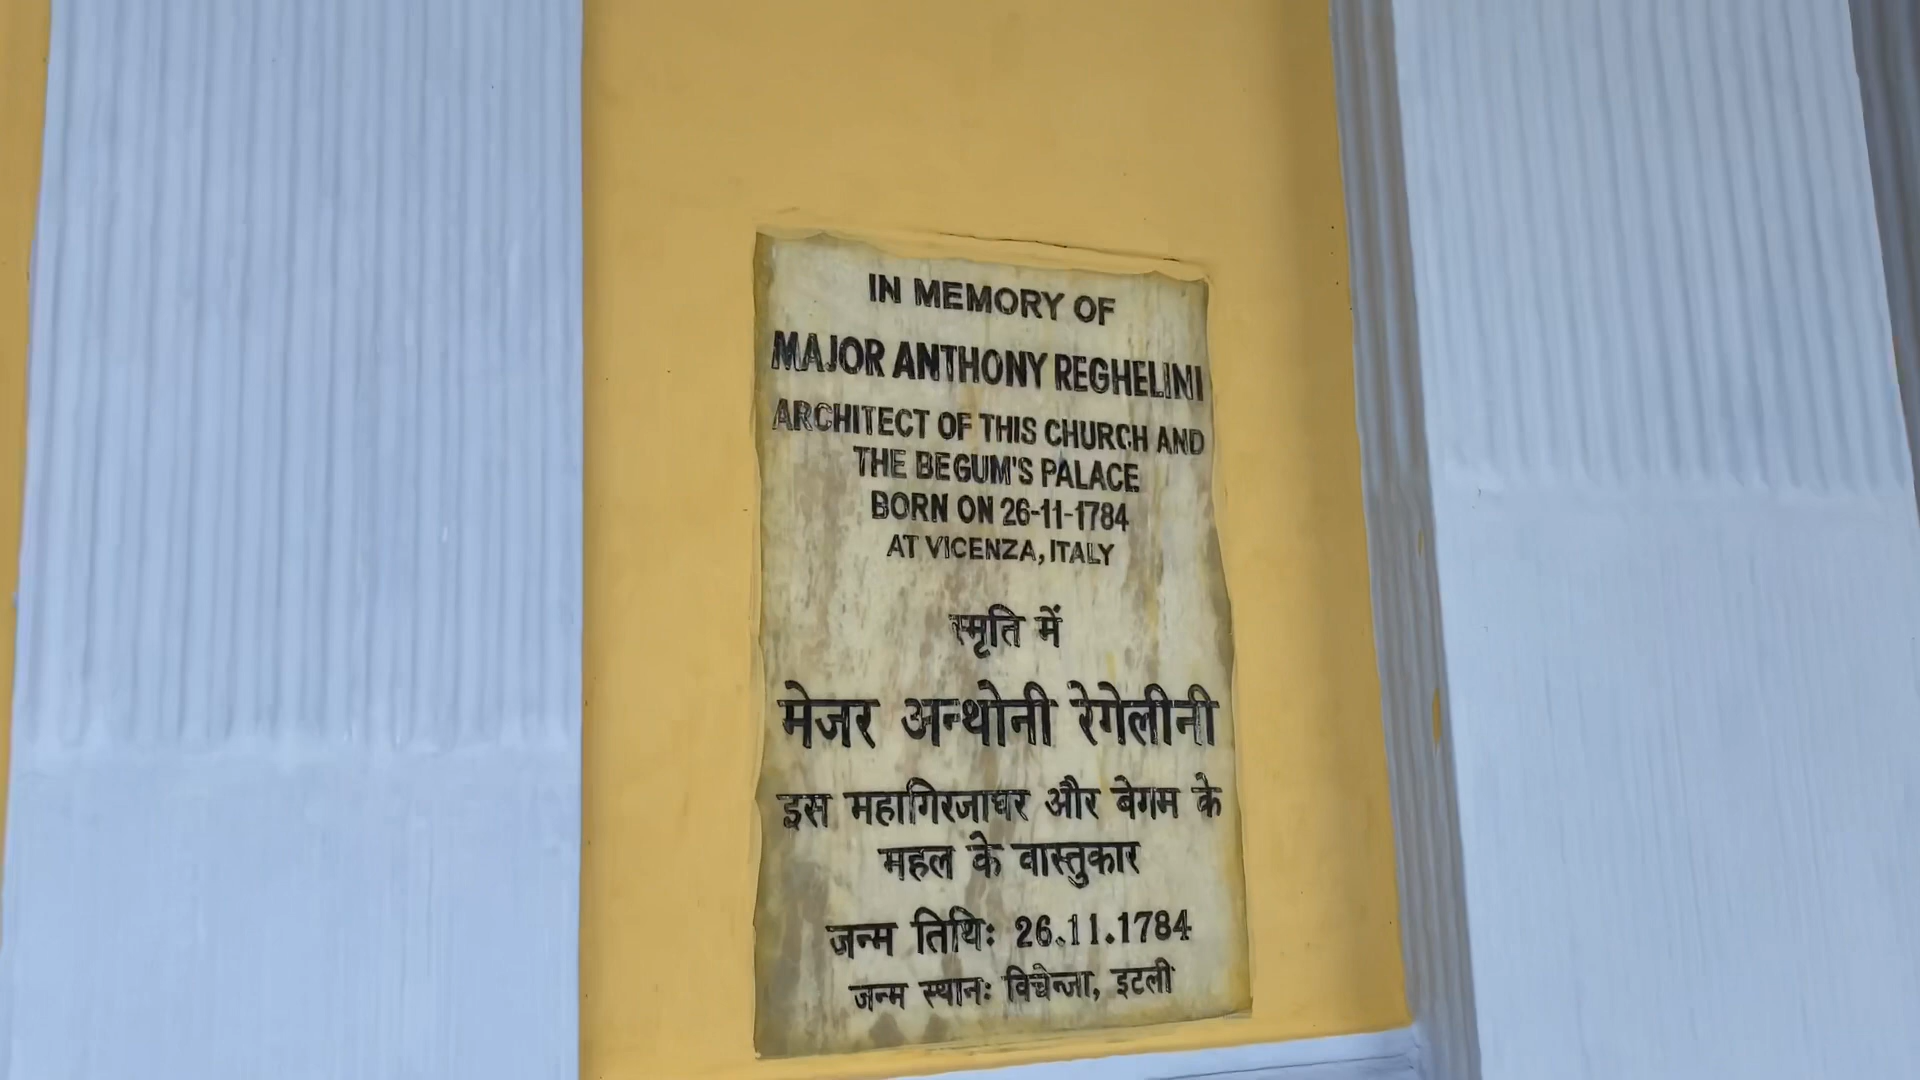 IN MEMORY OF
MAJOR ANTHONY REGHELINI
ARCHITECT OF THIS CHURCH AND
THE BEGUM'S PALACE
BORN ON 26-11-1784
AT VICENZA, ITALY
स्मृति में
मेजर अन्थोनी रेगेलीनी
इस महागिरजाघर और बेगम के
महल के वास्तुकार
जन्म तिथिः 26.11.1784
जन्म स्थानः विचेन्जा, इटली